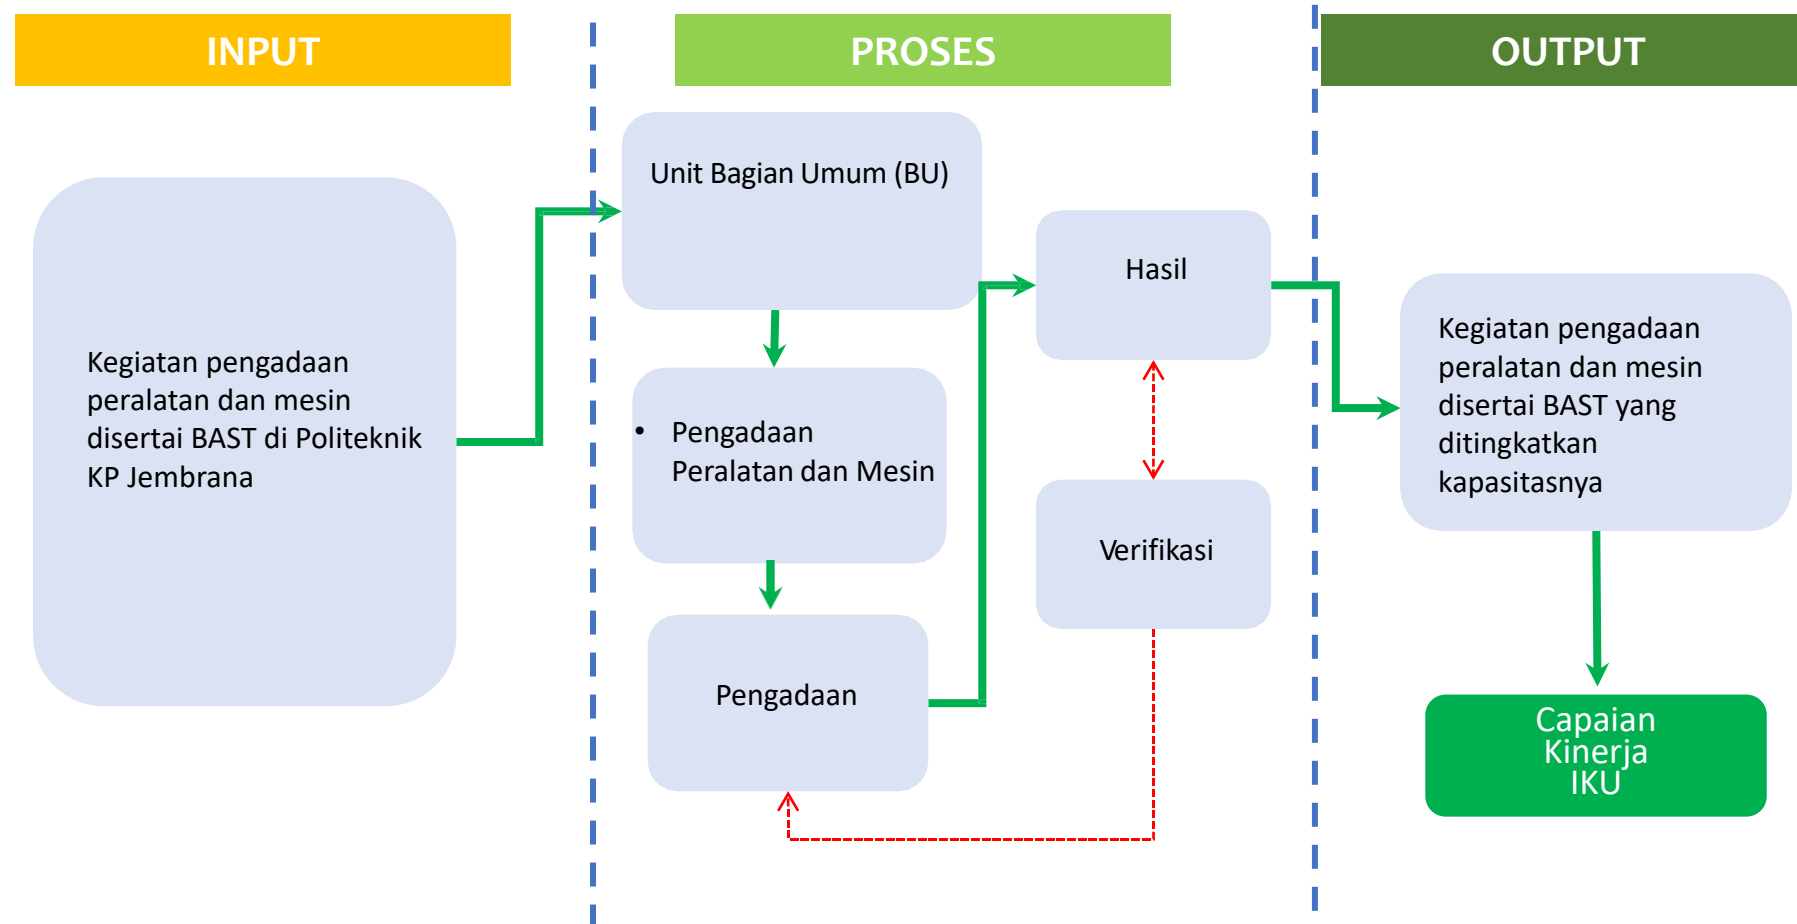 INPUT
PROSES
OUTPUT
Kegiatan pengadaan
peralatan dan mesin
disertai BAST di Politeknik
KP Jembrana
Unit Bagian Umum (BU)
• Pengadaan
Peralatan dan Mesin
Pengadaan
Hasil
Verifikasi
Kegiatan pengadaan
peralatan dan mesin
disertai BAST yang
ditingkatkan
kapasitasnya
Capaian
Kinerja
IKU